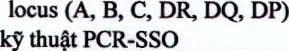 locus (A, B, C, DR, DQ, DP)
kỹ thuật PCR-SSO